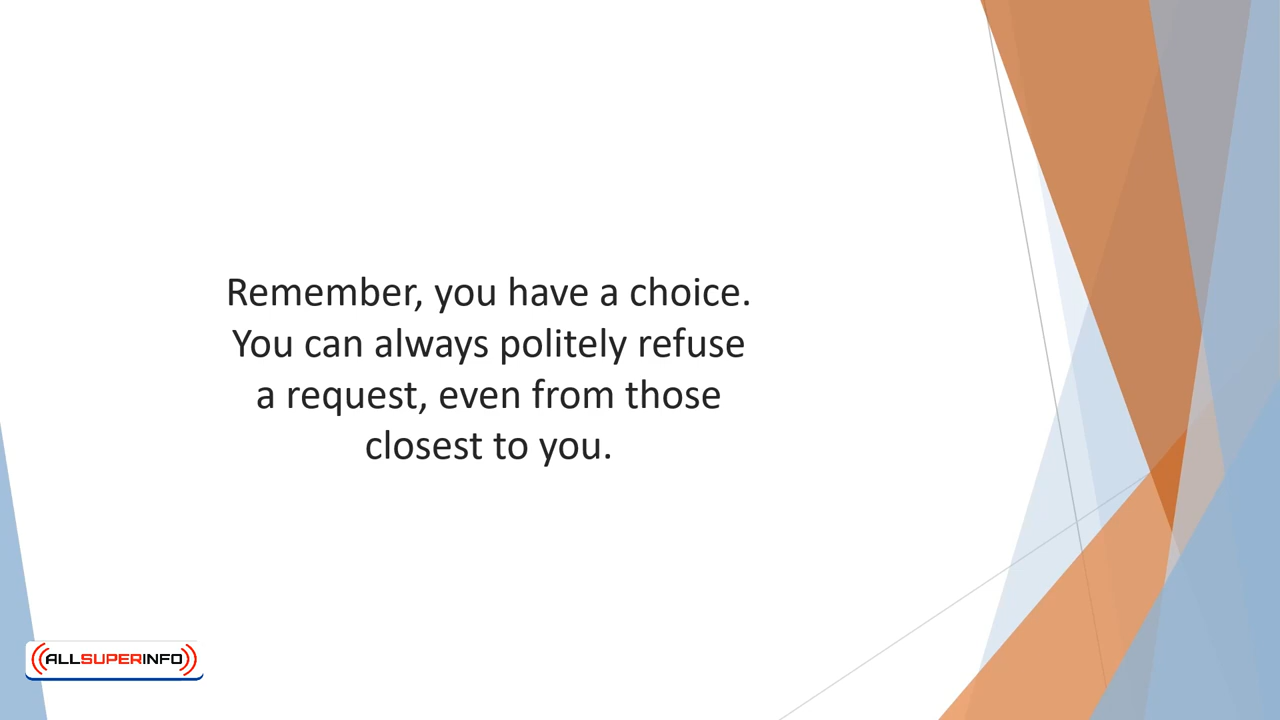 Remember, you have a choice.
You can always politely refuse
a request, even from those
closest to you.
ALLSUPERINFO